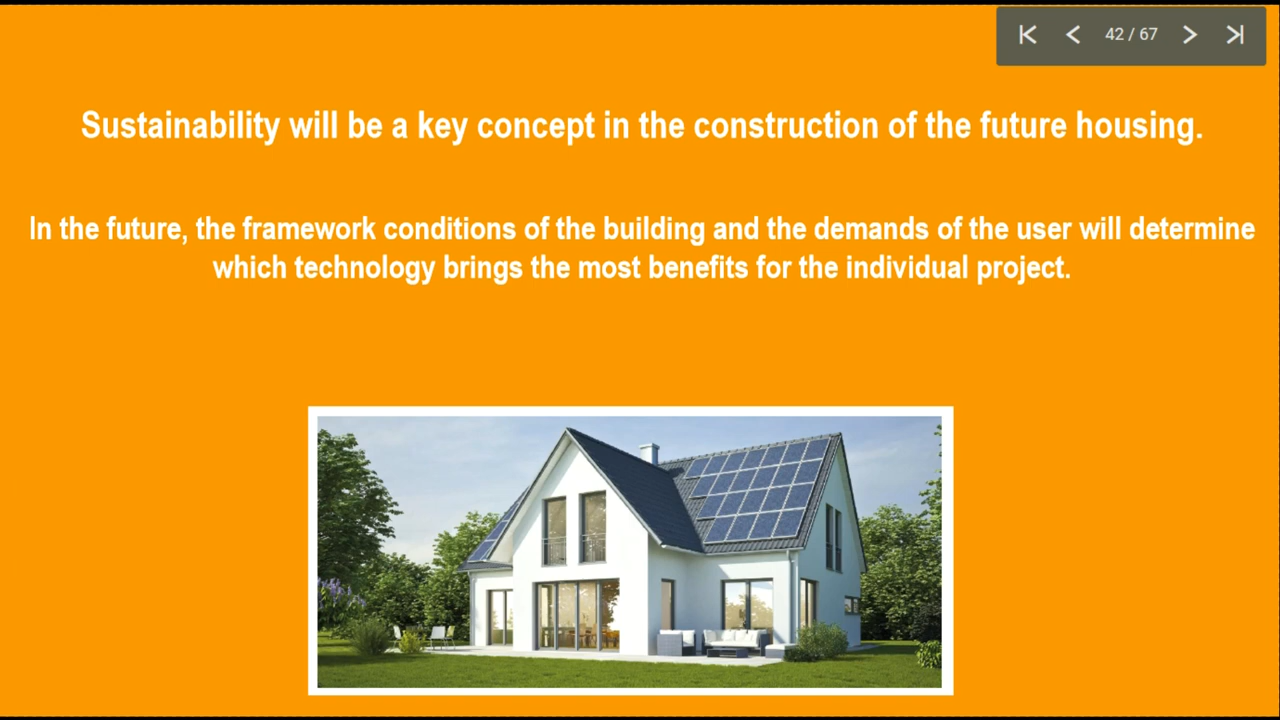 42 / 67
Sustainability will be a key concept in the construction of the future housing.
In the future, the framework conditions of the building and the demands of the user will determine
which technology brings the most benefits for the individual project.